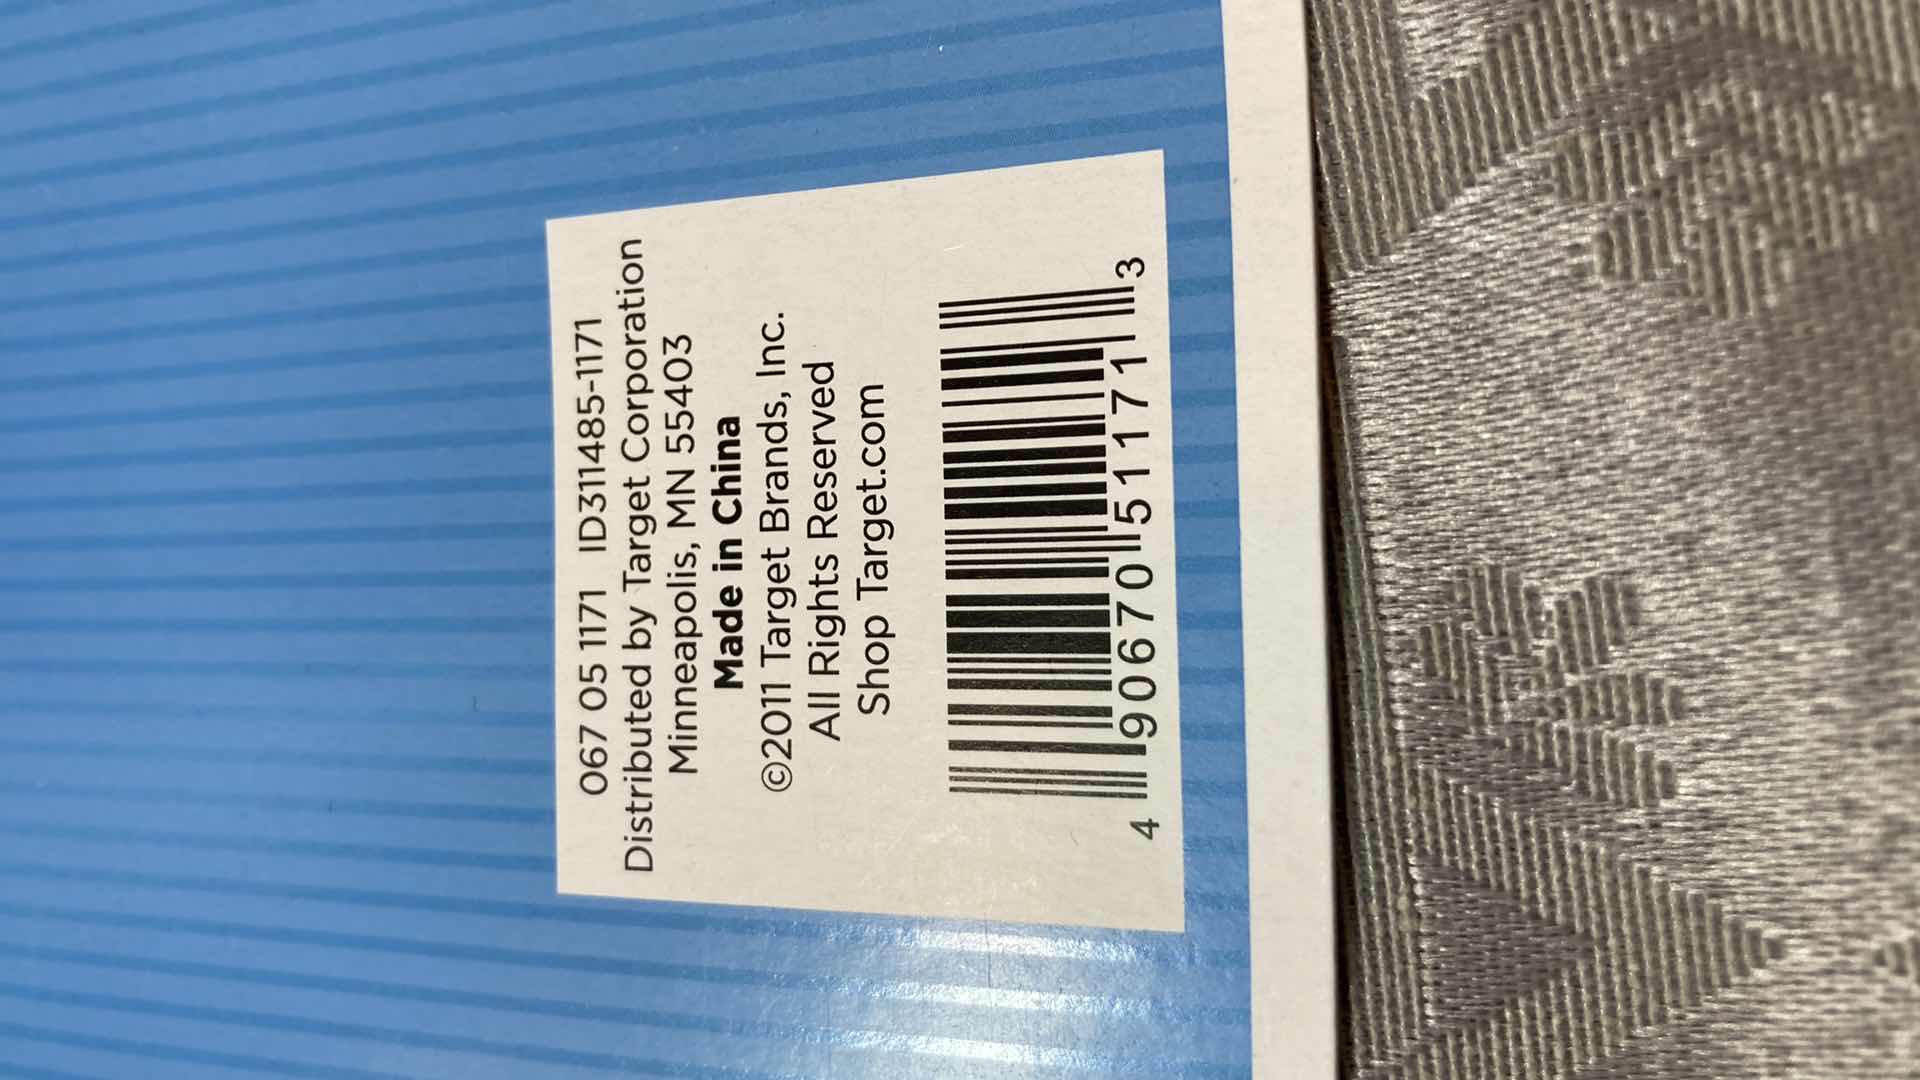 067 05 1171 ID311485-1171
Distributed by Target Corporation
Minneapolis, MN 55403
Made in China
©2011 Target Brands, Inc.
All Rights Reserved
Shop Target.com
4 90670 51171 3